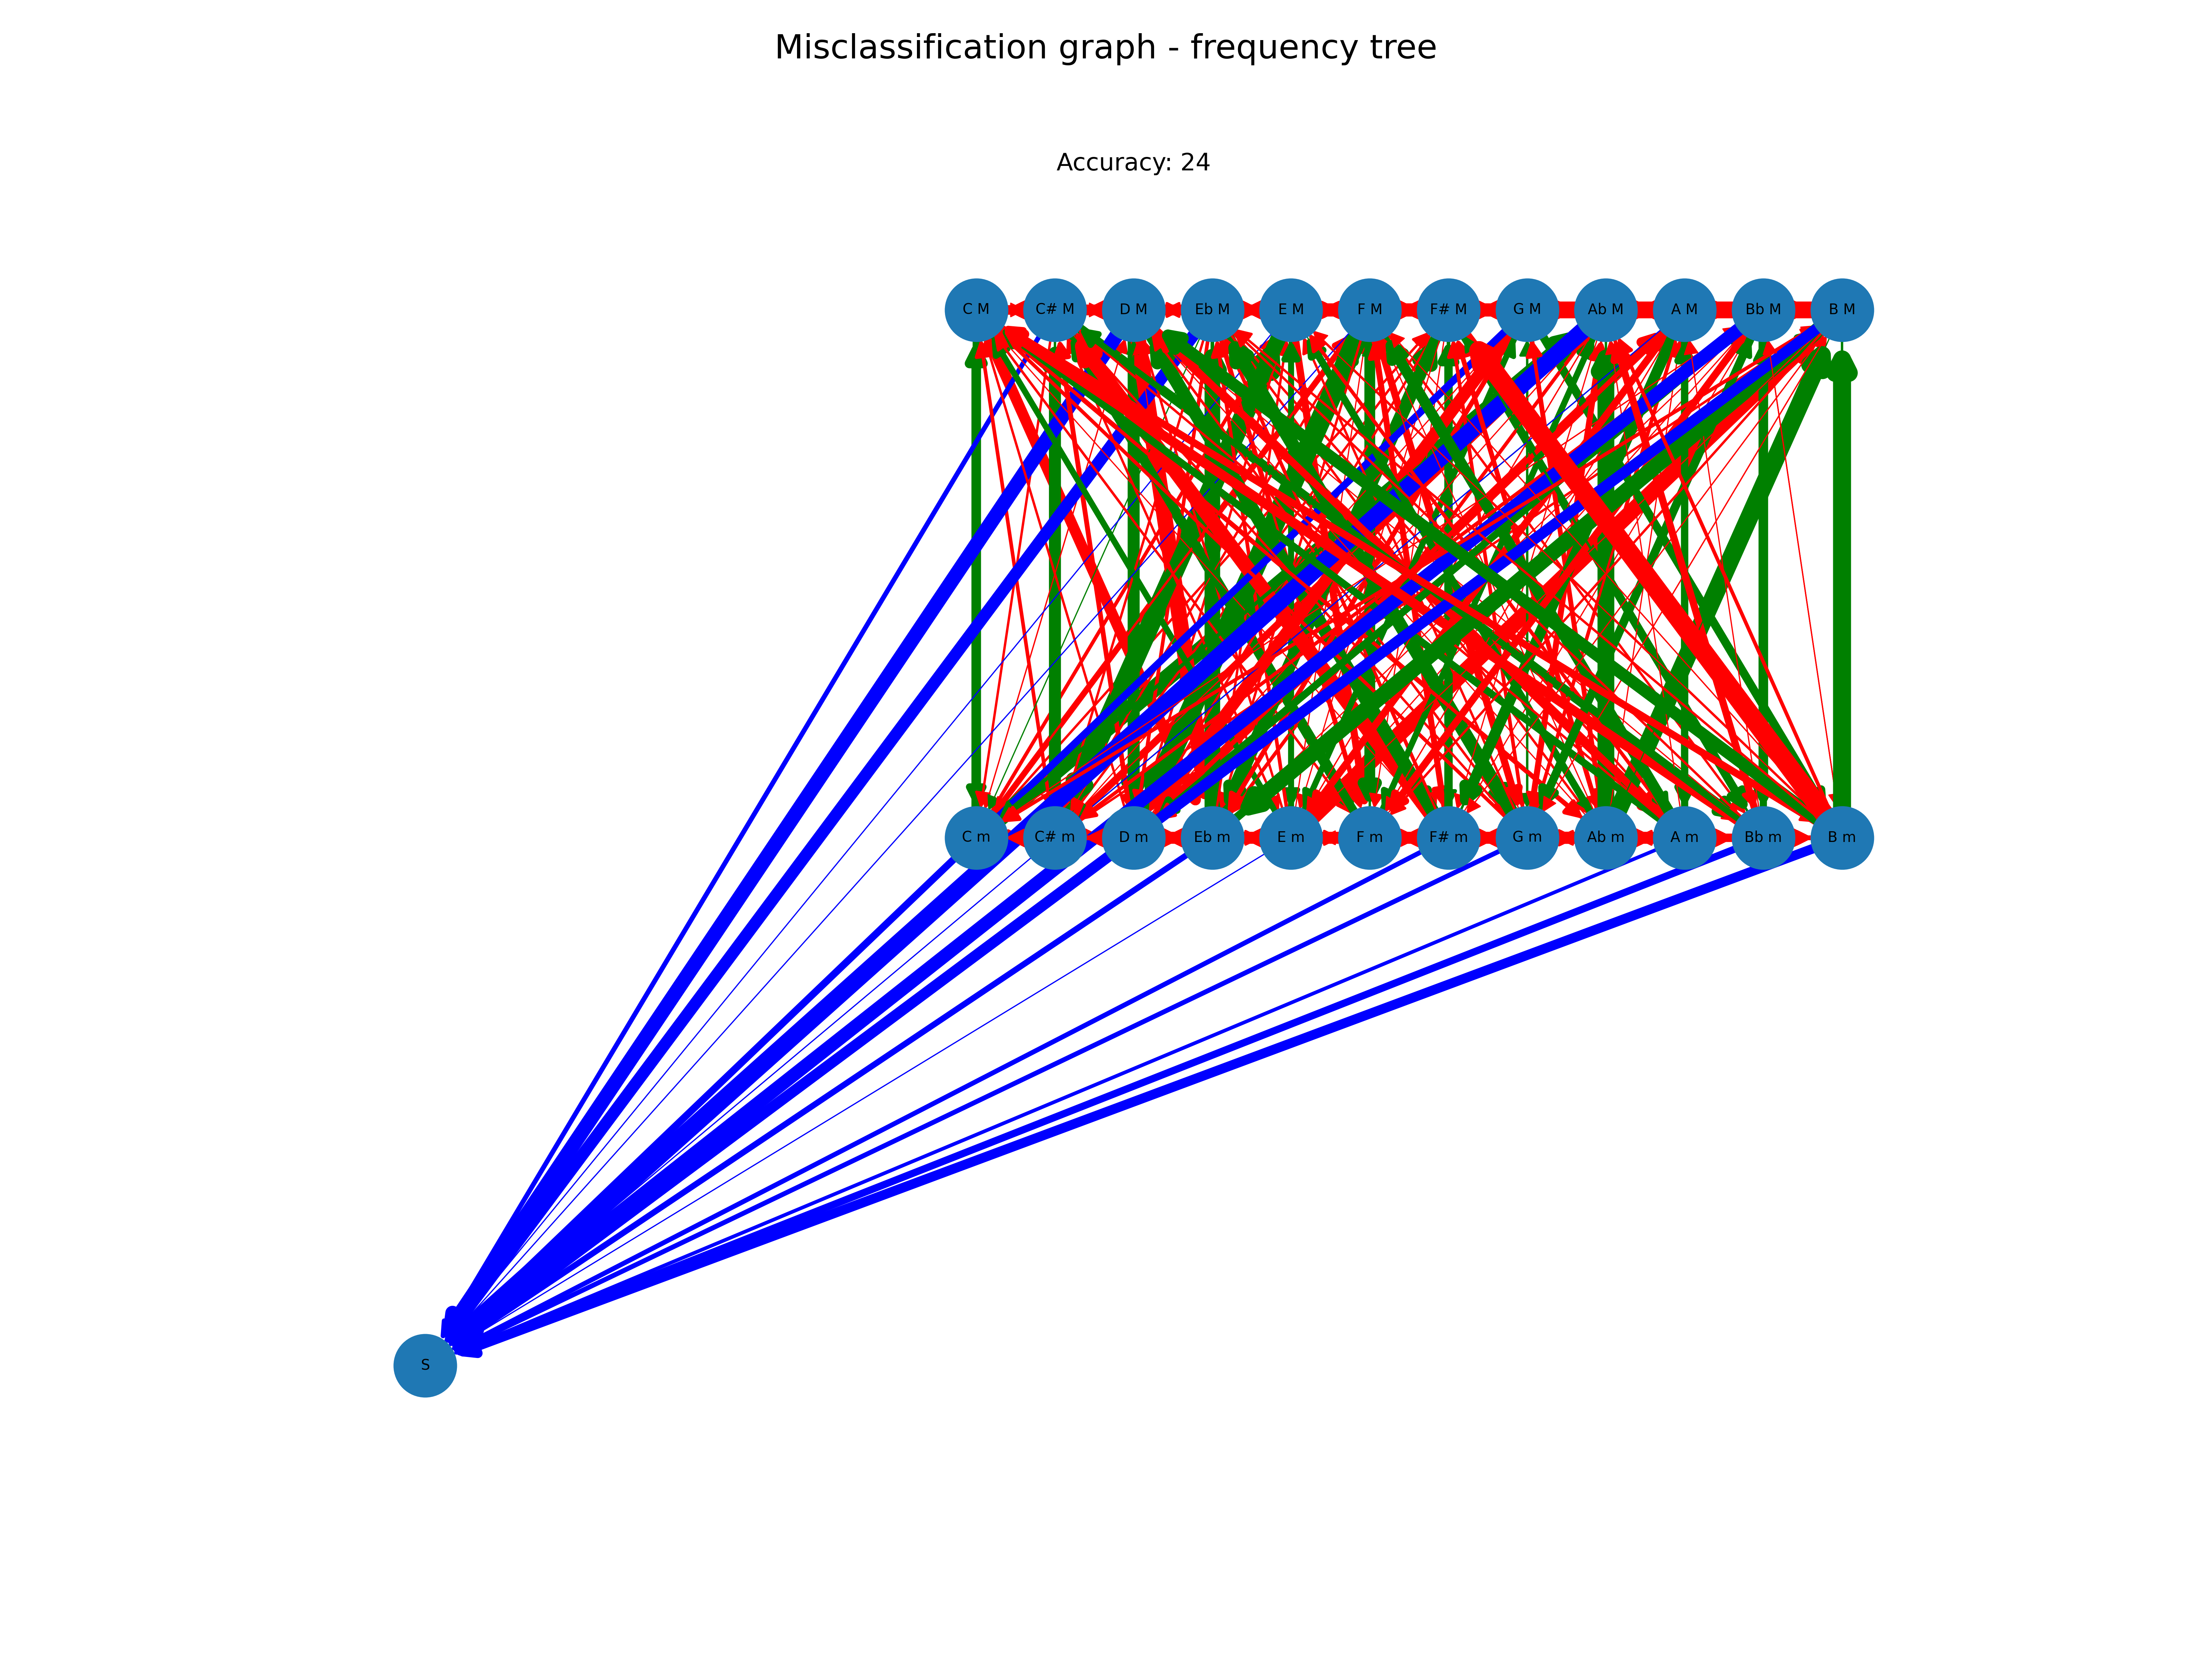 Misclassification graph - frequency tree
Accuracy: 24
C M C# M D M Eb M E M F M F# M G M Ab M A M Bb M B M
C m C# m D m Eb m E m F m F# m G m Ab m A m Bb m B m
S